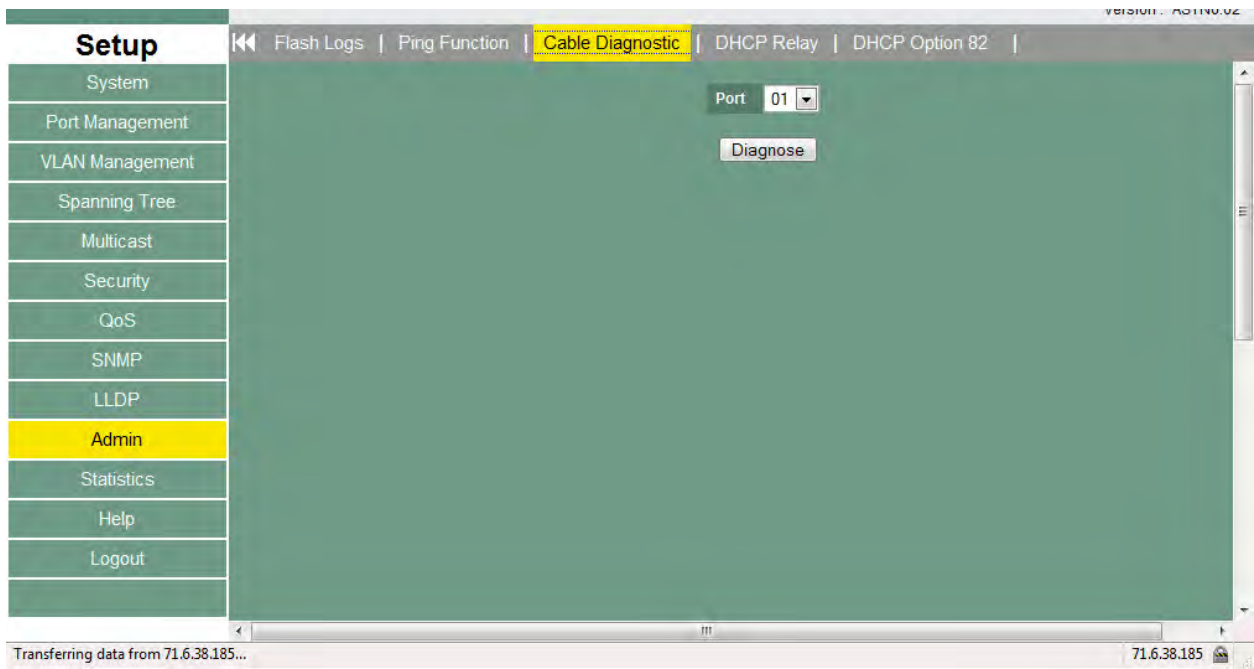 Setup
Flash Logs | Ping Function | Cable Diagnostic | DHCP Relay | DHCP Option 82 |
System
Port Management
VLAN Management
Spanning Tree
Multicast
Security
QoS
SNMP
LLDP
Admin
Statistics
Help
Logout
Port 01
Diagnose
Transferring data from 71.6.38.185...
71.6.38.185